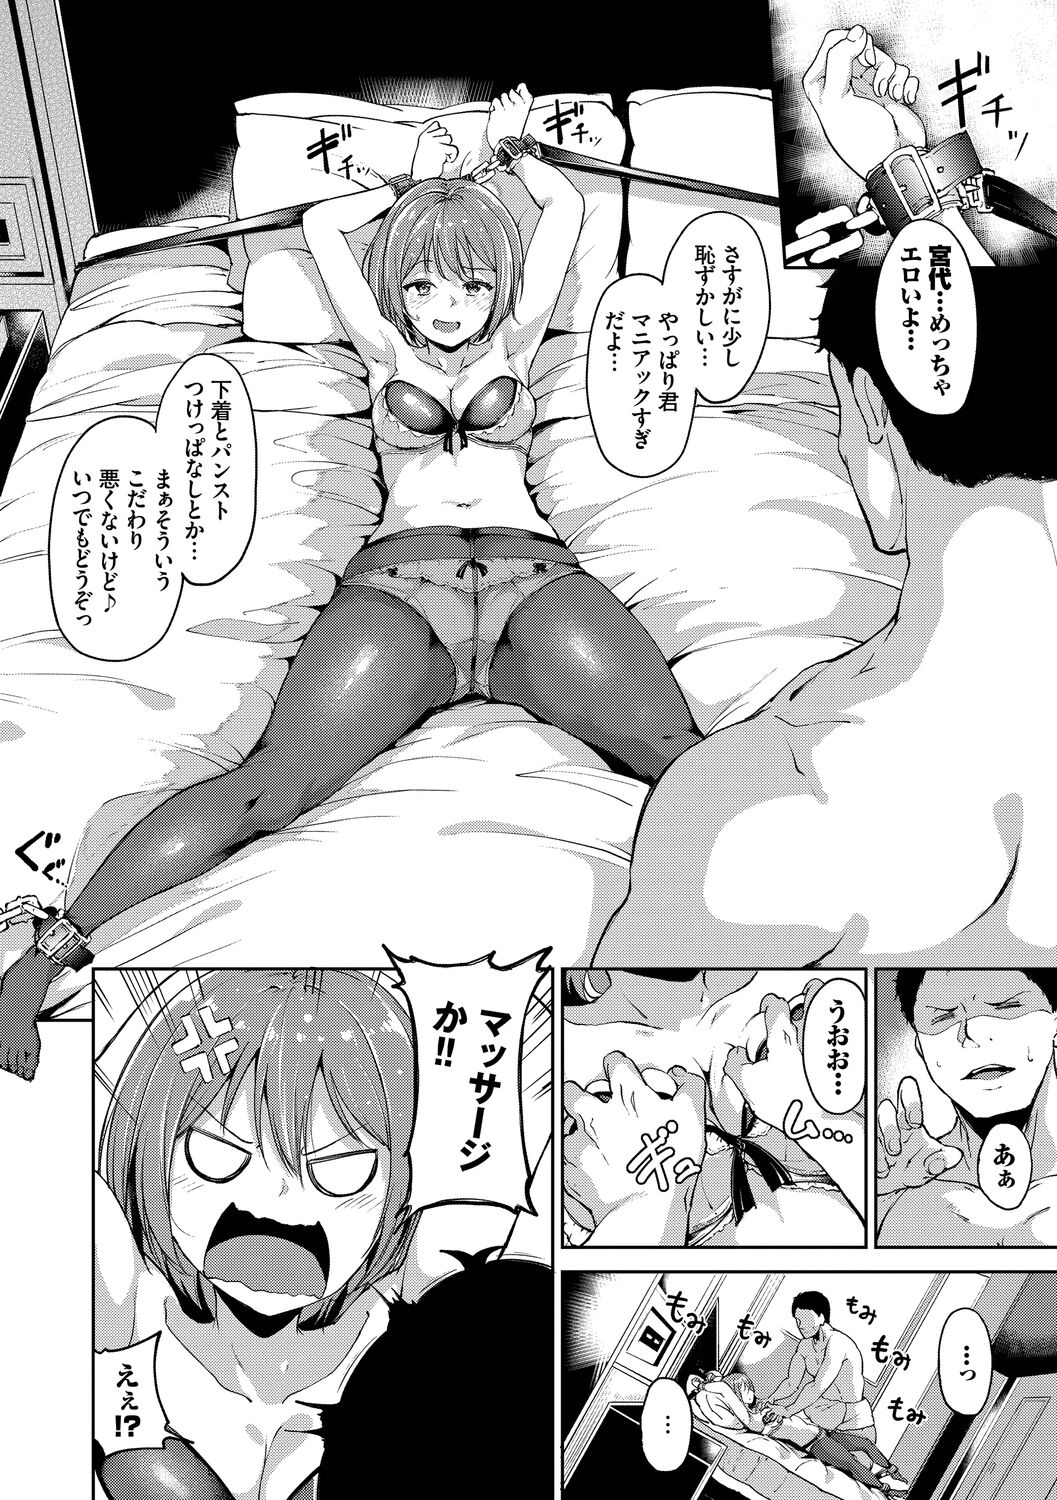 ギチッ
宮代…めっちゃ
エロいよ…
ギチッ
ギチッ
さすがに少し
恥ずかしい…
やっぱり君
マニアックすぎ
だよ…
下着とパンスト
つけっぱなしとか…
まぁそういう
こだわり
悪くないけど♪
いつでもどうぞっ
ぐぐ…
あぁ
うおお…
ム…
ギュ
…っ
もみ
もみ
もみ
もみ
もみ
…
マッサージ
か!!
えぇ!?